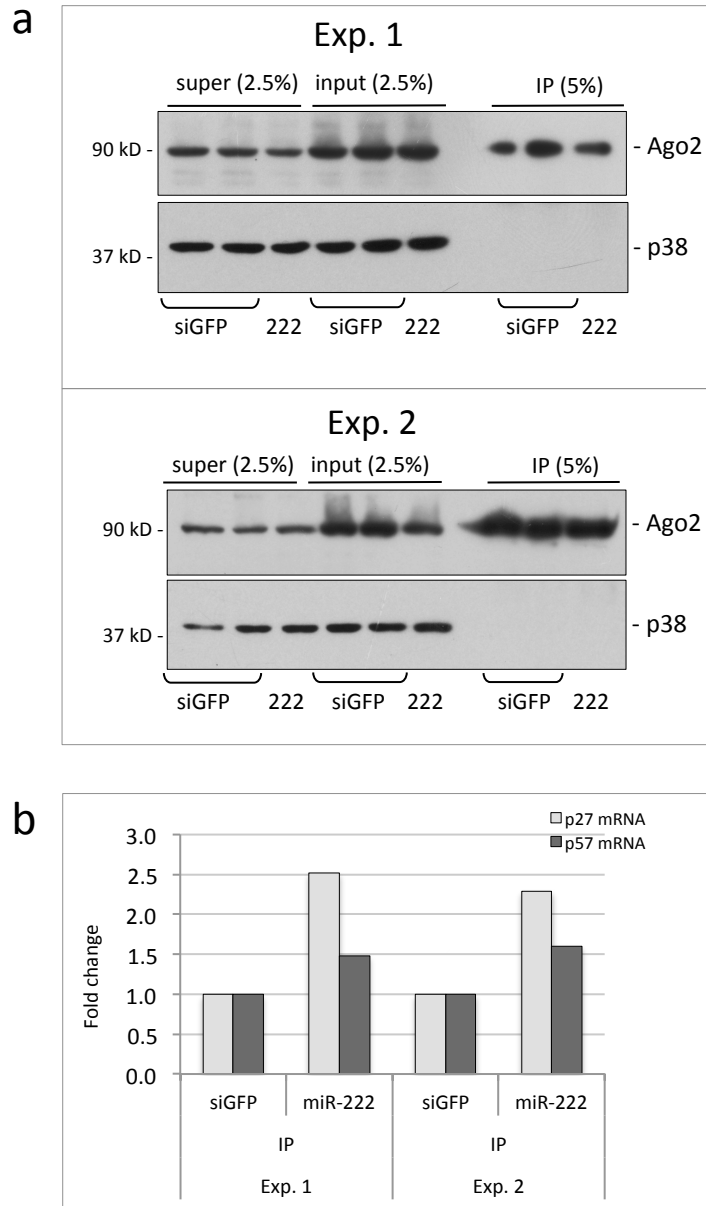 a
Exp. 1
super (2.5%) input (2.5%) IP (5%)
90 kD - - Ago2
37 kD - - p38
siGFP 222 siGFP 222 siGFP 222
Exp. 2
super (2.5%) input (2.5%) IP (5%)
90 kD - - Ago2
37 kD - - p38
siGFP 222 siGFP 222 siGFP 222
b
p27 mRNA
p57 mRNA
3.0
2.5
2.0
1.5
1.0
0.5
0.0
Fold change
siGFP miR-222 siGFP miR-222
IP IP
Exp. 1 Exp. 2